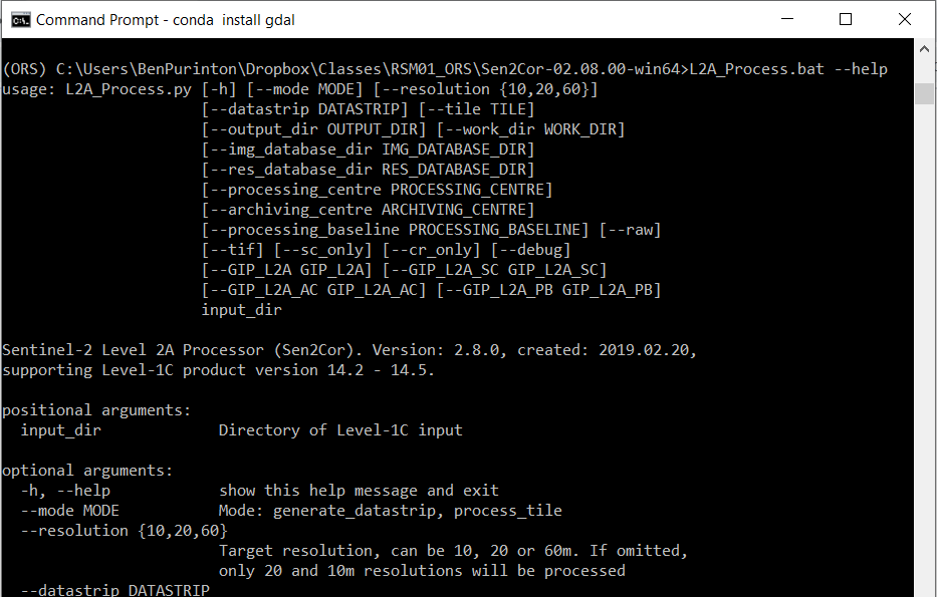 Command Prompt - conda  install gdal
(ORS) C:\Users\BenPurinton\Dropbox\Classes\RSM01_ORS\Sen2Cor-02.08.00-win64>L2A_Process.bat --help
usage: L2A_Process.py [-h] [--mode MODE] [--resolution {10,20,60}]
                      [--datastrip DATASTRIP] [--tile TILE]
                      [--output_dir OUTPUT_DIR] [--work_dir WORK_DIR]
                      [--img_database_dir IMG_DATABASE_DIR]
                      [--res_database_dir RES_DATABASE_DIR]
                      [--processing_centre PROCESSING_CENTRE]
                      [--archiving_centre ARCHIVING_CENTRE]
                      [--processing_baseline PROCESSING_BASELINE] [--raw]
                      [--tif] [--sc_only] [--cr_only] [--debug]
                      [--GIP_L2A GIP_L2A] [--GIP_L2A_SC GIP_L2A_SC]
                      [--GIP_L2A_AC GIP_L2A_AC] [--GIP_L2A_PB GIP_L2A_PB]
                      input_dir
Sentinel-2 Level 2A Processor (Sen2Cor). Version: 2.8.0, created: 2019.02.20,
supporting Level-1C product version 14.2 - 14.5.
positional arguments:
  input_dir             Directory of Level-1C input
optional arguments:
  -h, --help            show this help message and exit
  --mode MODE           Mode: generate_datastrip, process_tile
  --resolution {10,20,60}
                        Target resolution, can be 10, 20 or 60m. If omitted,
                        only 20 and 10m resolutions will be processed
  --datastrip DATASTRIP